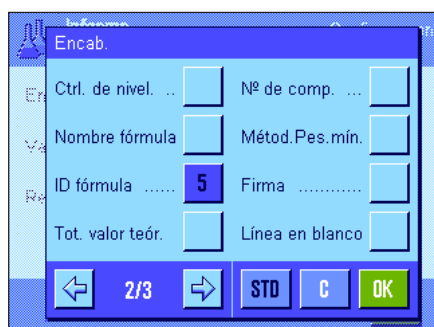 Informe
Encab.
Ctrl. de nivel. ..
Nº de comp. ...
Nombre fórmula
Métod.Pes.mín.
ID fórmula ...... 5
Firma ............
Tot. valor teór.
Línea en blanco
2/3
STD
C
OK